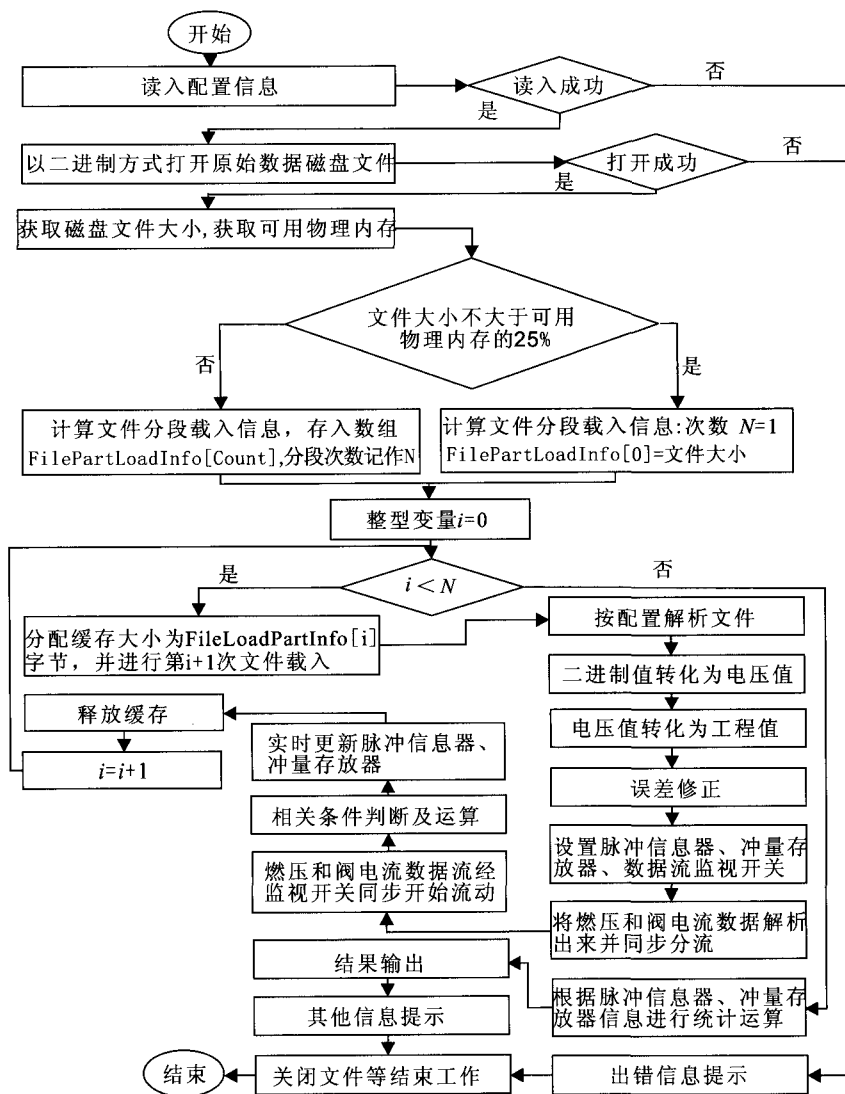 开始
读入配置信息
读入成功
否
是
以二进制方式打开原始数据磁盘文件
打开成功
否
是
获取磁盘文件大小,获取可用物理内存
文件大小不大于可用
物理内存的25%
否
是
计算文件分段载入信息，存入数组
FilePartLoadInfo[Count],分段次数记作N
计算文件分段载入信息:次数 N=1
FilePartLoadInfo[0]=文件大小
整型变量i=0
i<N
是
否
分配缓存大小为FileLoadPartInfo[i]
字节，并进行第i+1次文件载入
按配置解析文件
二进制值转化为电压值
电压值转化为工程值
误差修正
设置脉冲信息器、冲量存
放器、数据流监视开关
将燃压和阀电流数据解析
出来并同步分流
燃压和阀电流数据流经
监视开关同步开始流动
相关条件判断及运算
实时更新脉冲信息器、
冲量存放器
释放缓存
i=i+1
根据脉冲信息器、冲量存
放器信息进行统计运算
结果输出
其他信息提示
出错信息提示
关闭文件等结束工作
结束